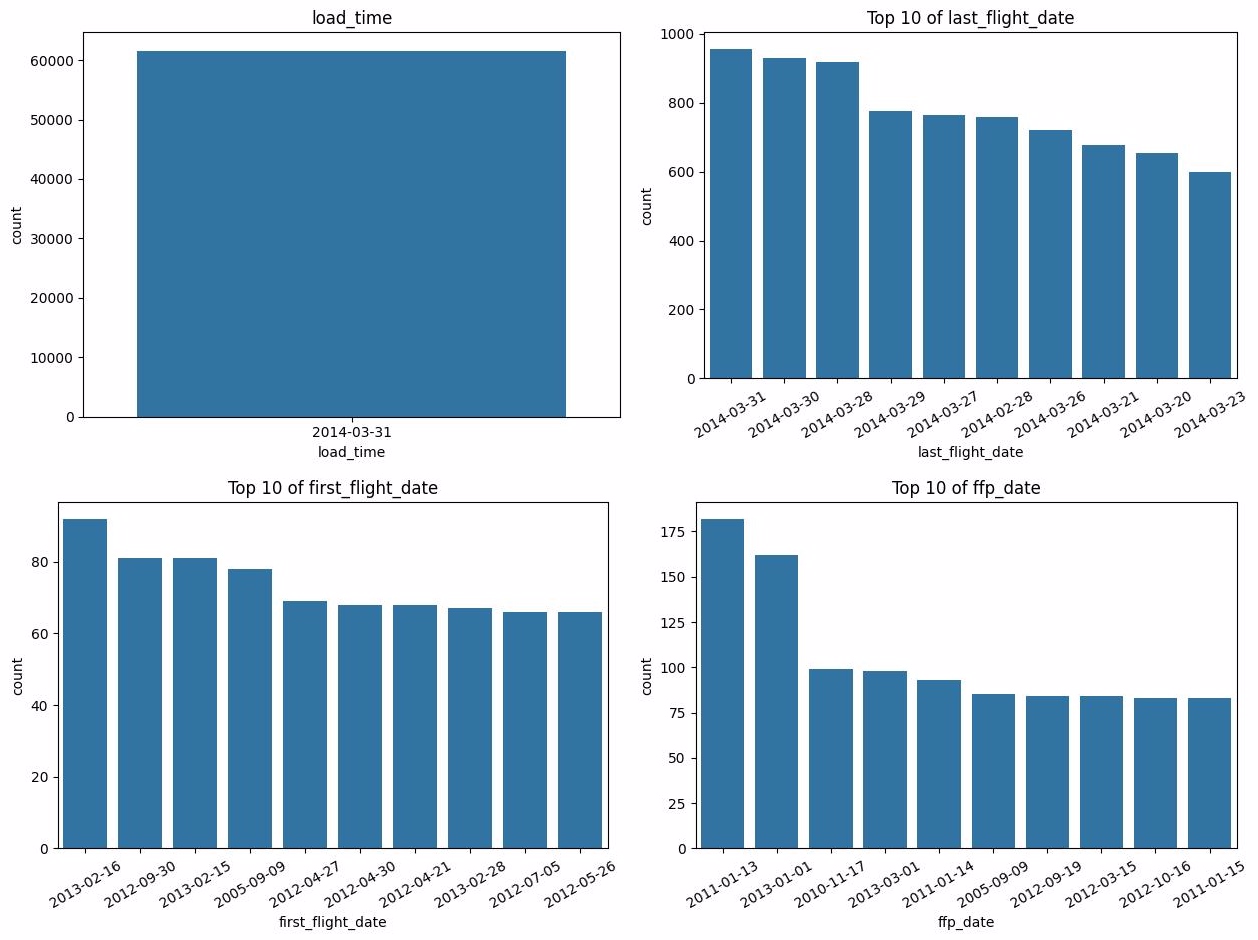 load_time
60000
50000
40000
30000
20000
10000
0
count
2014-03-31
load_time
Top 10 of last_flight_date
1000
800
600
400
200
0
count
2014-03-31 2014-03-30 2014-03-28 2014-03-29 2014-03-27 2014-02-28 2014-03-26 2014-03-21 2014-03-20 2014-03-23
last_flight_date
Top 10 of first_flight_date
80
60
40
20
0
count
2013-02-16 2012-09-30 2013-02-15 2005-09-09 2012-04-27 2012-04-30 2012-04-21 2013-02-28 2012-07-05 2012-05-26
first_flight_date
Top 10 of ffp_date
175
150
125
100
75
50
25
0
count
2011-01-13 2013-01-01 2010-11-17 2013-03-01 2011-01-14 2005-09-09 2012-09-19 2012-03-15 2012-10-16 2011-01-15
ffp_date